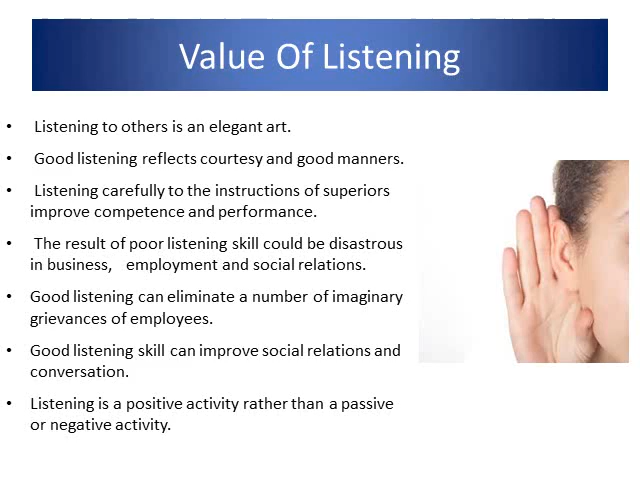 Value Of Listening
• Listening to others is an elegant art.
• Good listening reflects courtesy and good manners.
• Listening carefully to the instructions of superiors
improve competence and performance.
• The result of poor listening skill could be disastrous
in business, employment and social relations.
• Good listening can eliminate a number of imaginary
grievances of employees.
• Good listening skill can improve social relations and
conversation.
• Listening is a positive activity rather than a passive
or negative activity.